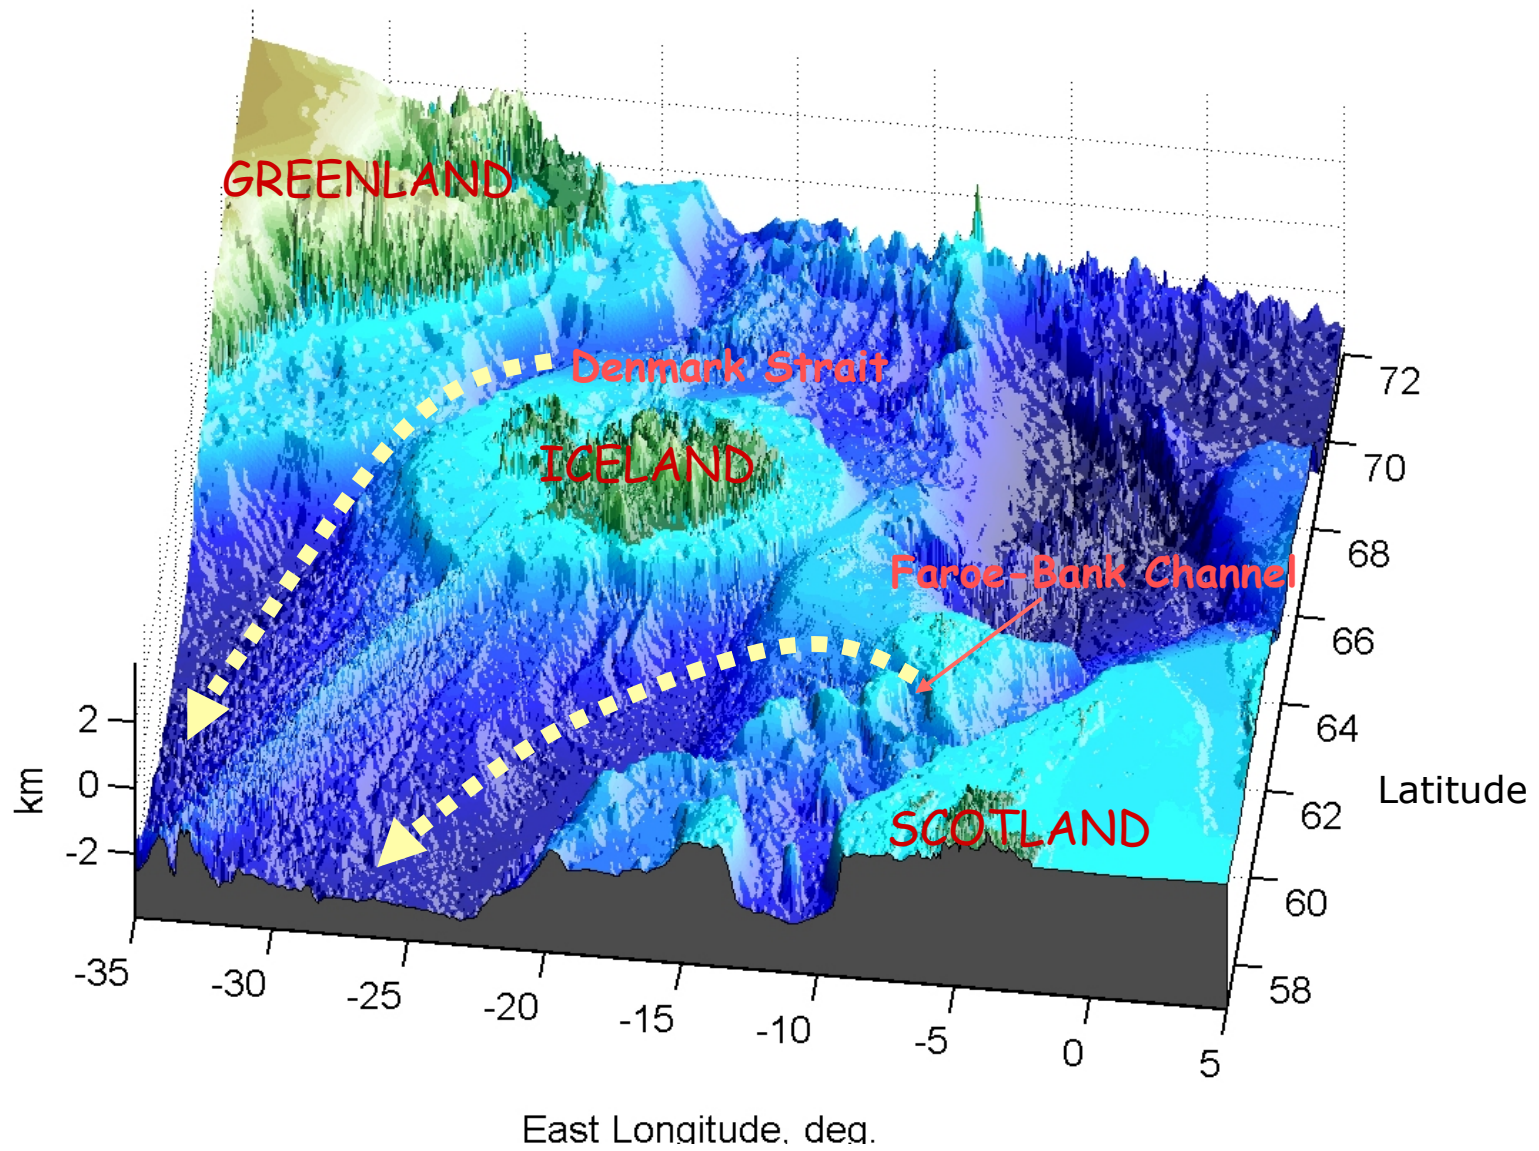 GREENLAND
Denmark Strait
ICELAND
Faroe-Bank Channel
SCOTLAND
72
70
68
66
64
62
60
58
Latitude
2
0
-2
km
-35
-30
-25
-20
-15
-10
-5
0
5
East Longitude, deg.